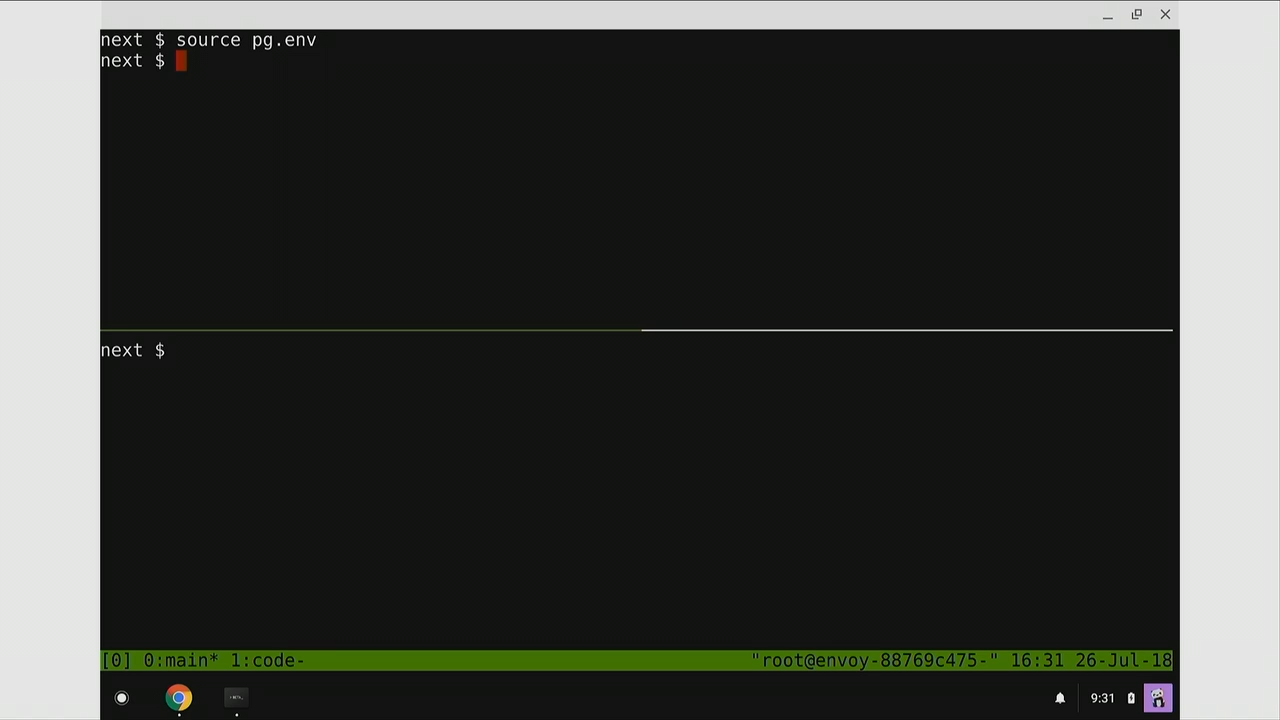 next $ source pg.env
next $
next $
[0] 0:main* 1:code- "root@envoy-88769c475-" 16:31 26-Jul-18
9:31